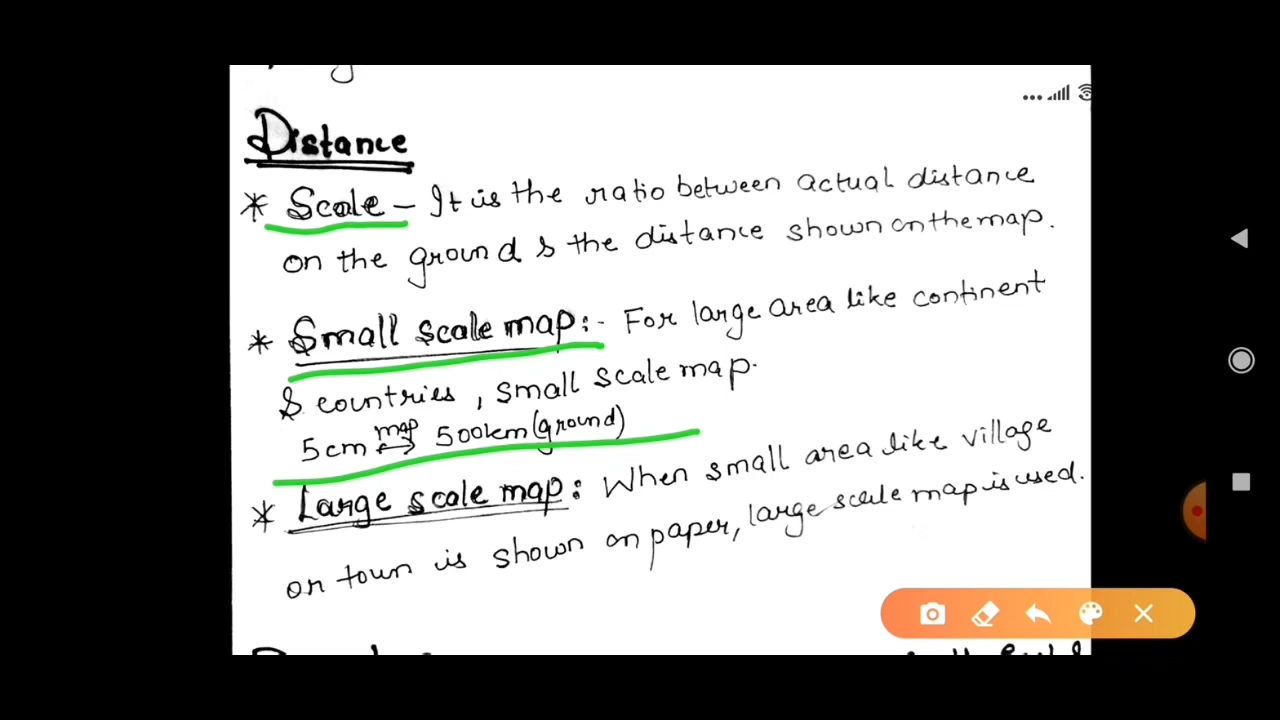 Distance
* Scale – It is the ratio between actual distance
on the ground & the distance shown on the map.
* Small scale map:- For large area like continent
& countries, small scale map.
5cm map ↔ 500km (ground)
* Large scale map: When small area like village
or town is shown on paper, large scale map is used.